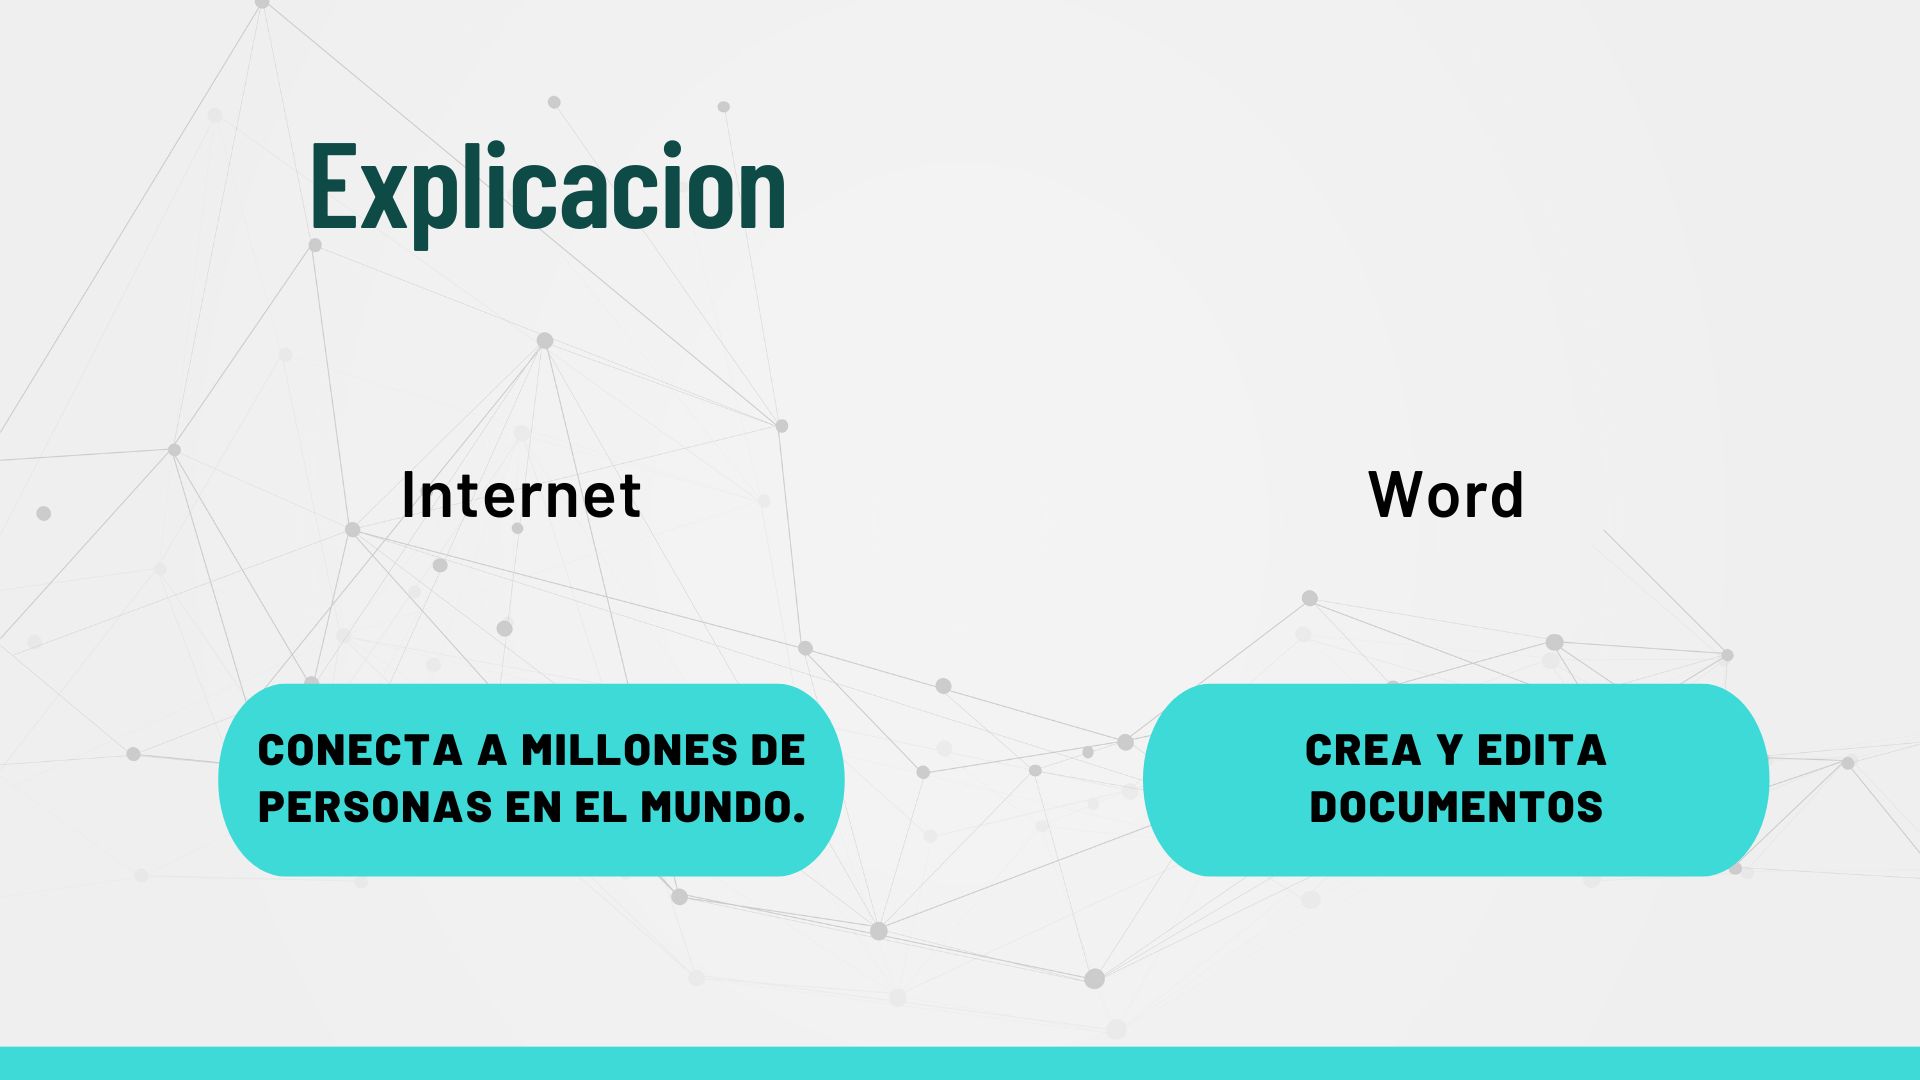 Explicacion
Internet
CONECTA A MILLONES DE
PERSONAS EN EL MUNDO.
Word
CREA Y EDITA
DOCUMENTOS